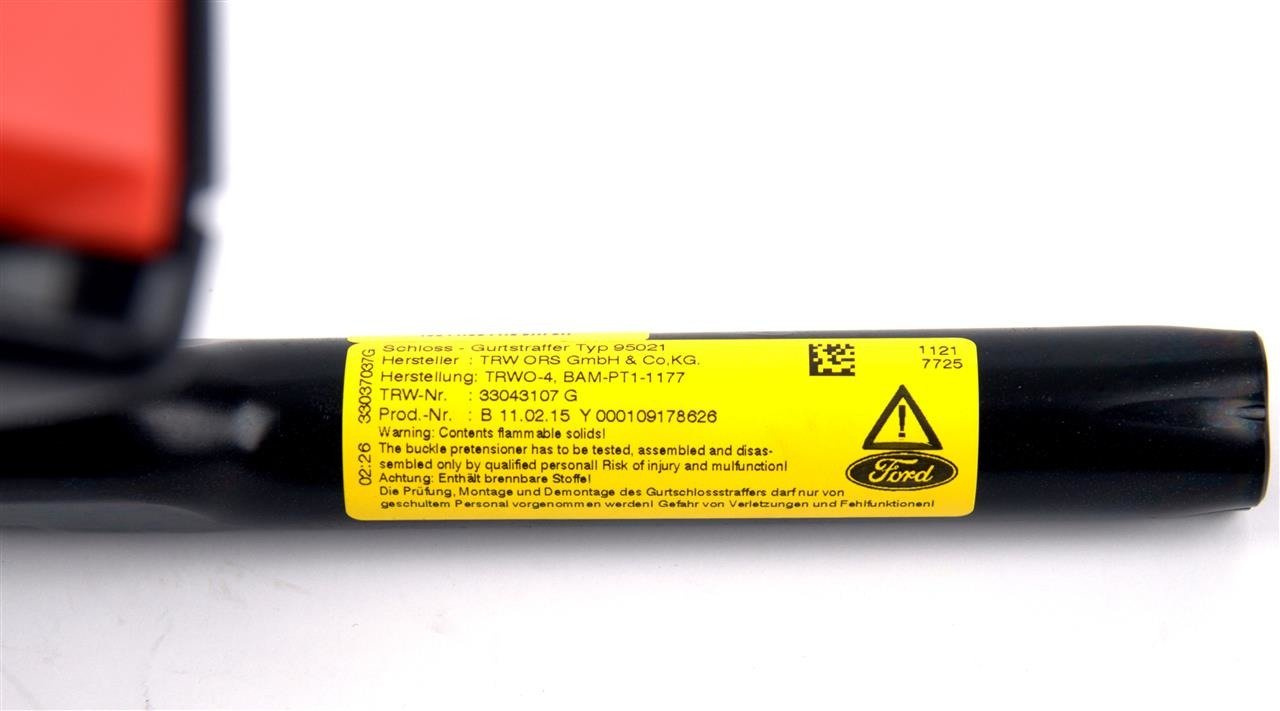 Schloss - Gurtstraffer Typ 95021
Hersteller : TRW ORS GmbH & Co,KG.
Herstellung: TRWO-4, BAM-PT1-1177
TRW-Nr. : 33043107 G
Prod.-Nr. : B 11.02.15 Y 000109178626
Warning: Contents flammable solids!
The buckle pretensioner has to be tested, assembled and disas-
sembled only by qualified personal! Risk of injury and mulfunction!
Achtung: Enthält brennbare Stoffe!
Die Prüfung, Montage und Demontage des Gurtschlossstraffers darf nur von
geschultem Personal vorgenommen werden! Gefahr von Verletzungen und Fehlfunktionen!
02:26 33037037G
1121
7725
!
Ford